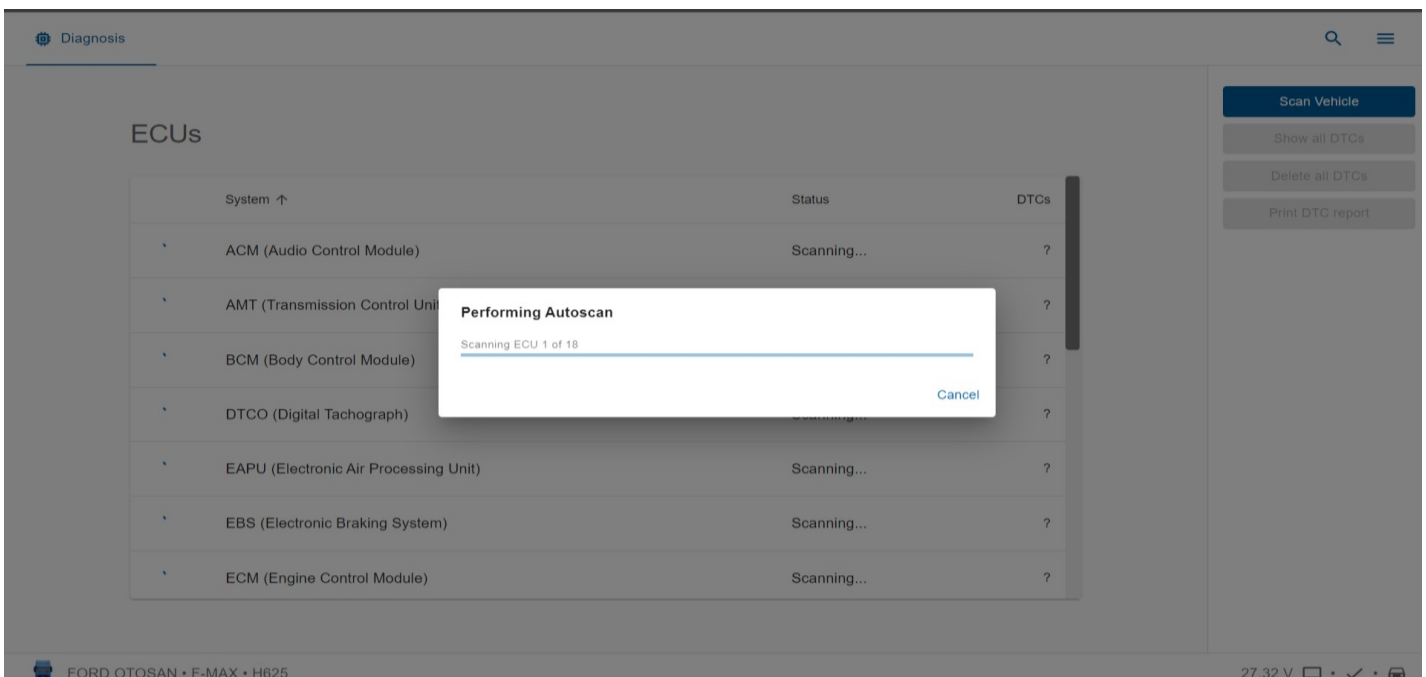 Diagnosis
Scan Vehicle
Show all DTCs
Delete all DTCs
Print DTC report
ECUs
System ↑ Status DTCs
ACM (Audio Control Module) Scanning... ?
AMT (Transmission Control Uni ?
BCM (Body Control Module) ?
DTCO (Digital Tachograph) Scanning... ?
EAPU (Electronic Air Processing Unit) Scanning... ?
EBS (Electronic Braking System) Scanning... ?
ECM (Engine Control Module) Scanning... ?
Performing Autoscan
Scanning ECU 1 of 18
Cancel
FORD OTOSAN • F-MAX • H625 27.32 V